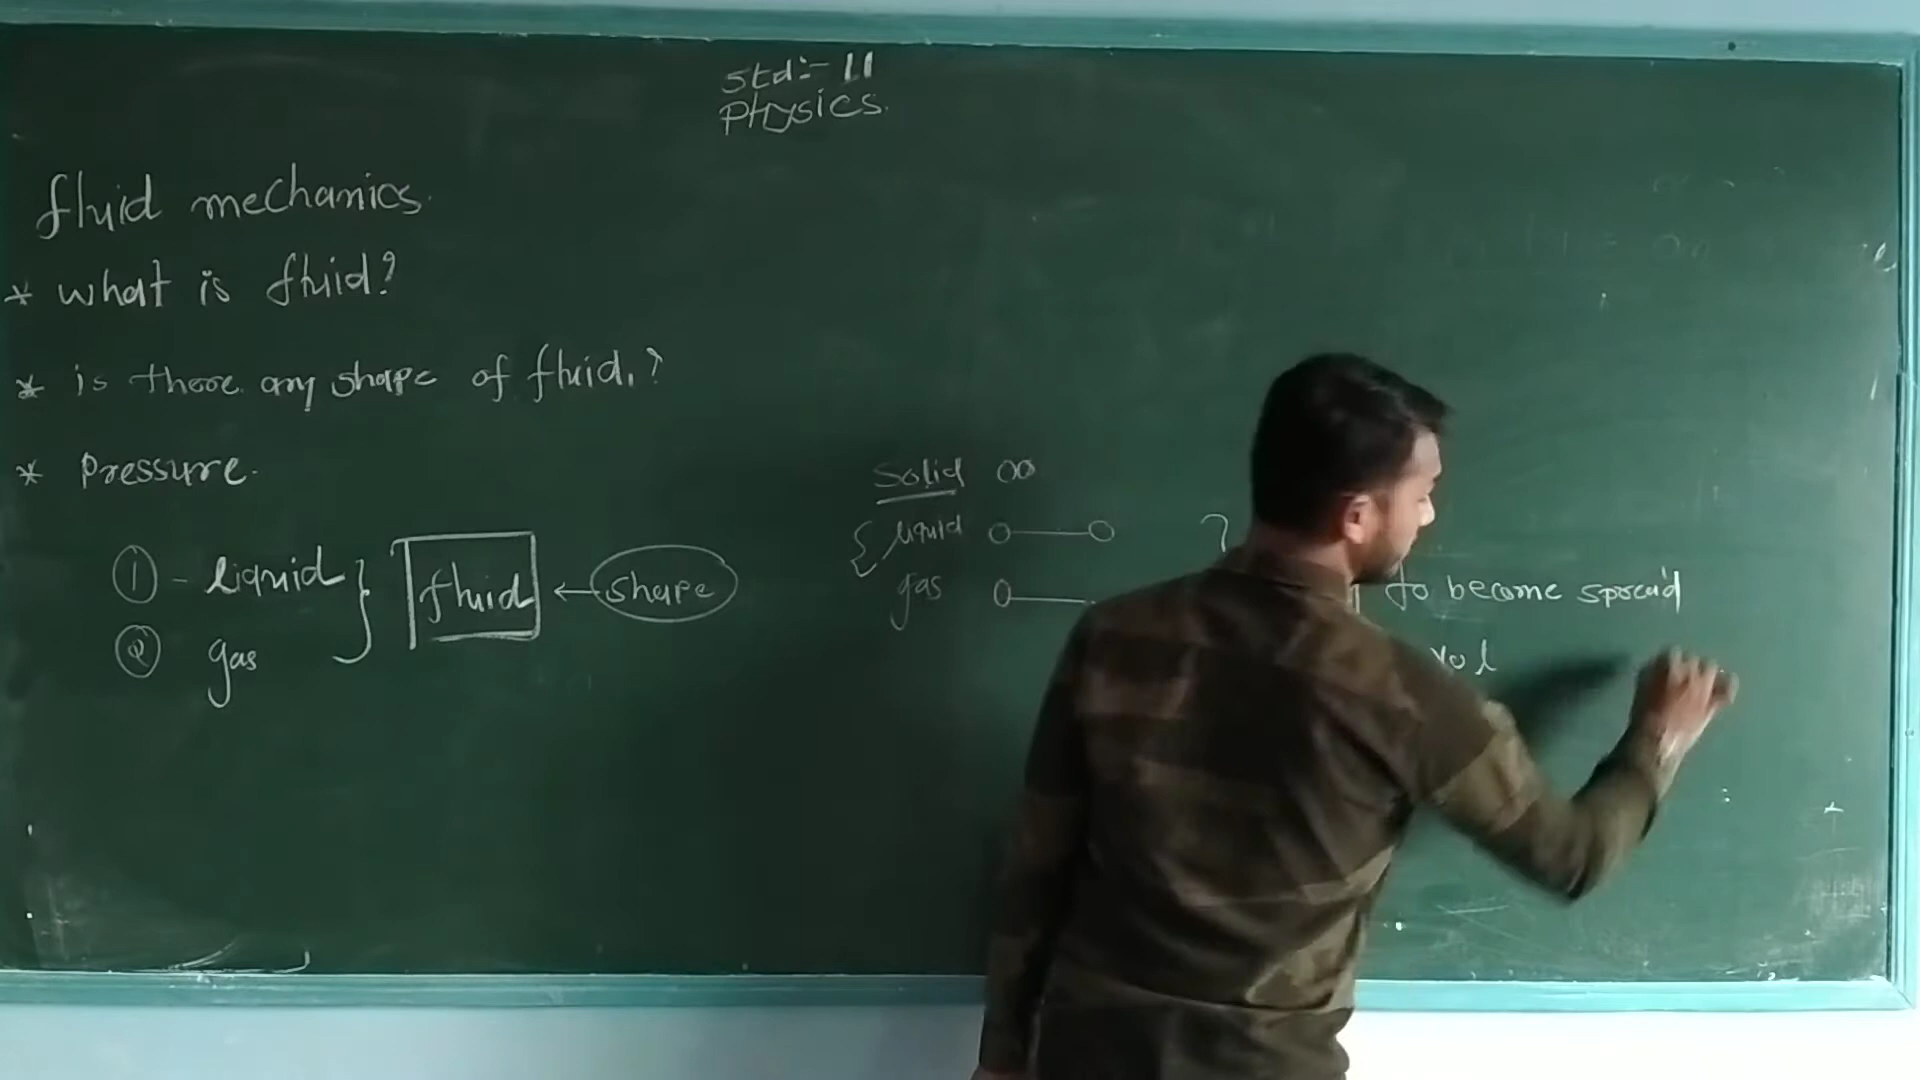 std:- 11
Physics.
fluid mechanics.
* what is fluid?
* is there any shape of fluid.?
* Pressure.
① - liquid
② gas
fluid ← shape
Solid
liquid
gas
to become spread
vol